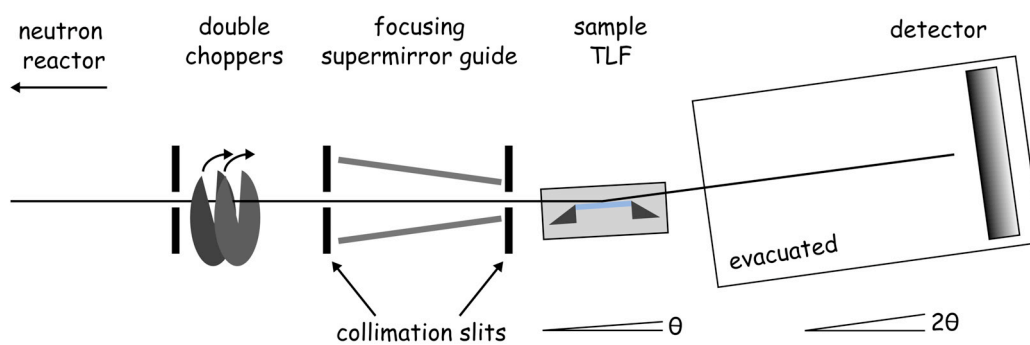 neutron
reactor
double
choppers
focusing
supermirror guide
sample
TLF
detector
evacuated
collimation slits
θ
2θ